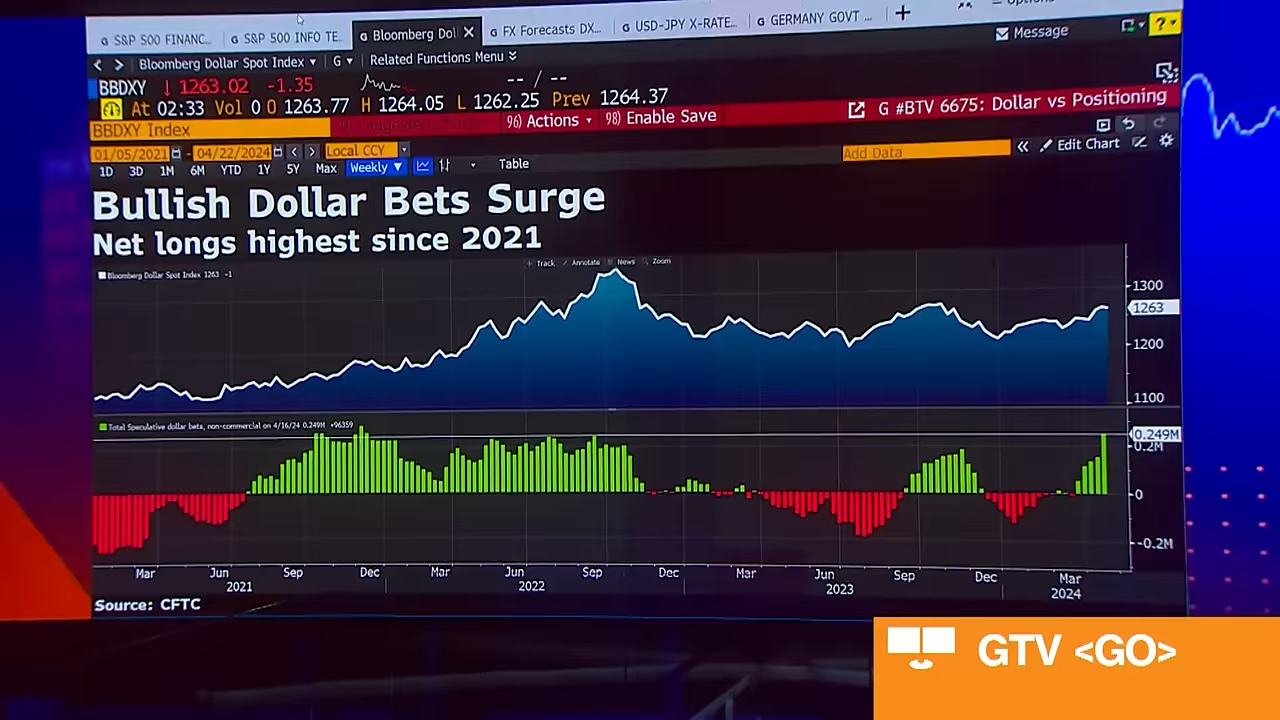 G S&P 500 FINANC...
G S&P 500 INFO TE...
G Bloomberg Dol X
G FX Forecasts DX...
G USD-JPY X-RATE...
G GERMANY GOVT ...
+
Options
Bloomberg Dollar Spot Index
G
Related Functions Menu
Message
?
BBDXY ↓ 1263.02 -1.35 -- / --
At 02:33 Vol 0 O 1263.77 H 1264.05 L 1262.25 Prev 1264.37
BBDXY Index
96) Actions
98) Enable Save
G #BTV 6675: Dollar vs Positioning
01/05/2021 - 04/22/2024
Local CCY
Add Data
Edit Chart
1D 3D 1M 6M YTD 1Y 5Y Max Weekly Table
Bullish Dollar Bets Surge
Net longs highest since 2021
Track Annotate News Zoom
Bloomberg Dollar Spot Index 1263 -1
1300
1263
1200
1100
Total Speculative dollar bets, non-commercial on 4/16/24 0.249M +96359
0.249M
0.2M
0
-0.2M
Mar Jun Sep Dec Mar Jun Sep Dec Mar Jun Sep Dec Mar
2021 2022 2023 2024
Source: CFTC
GTV <GO>